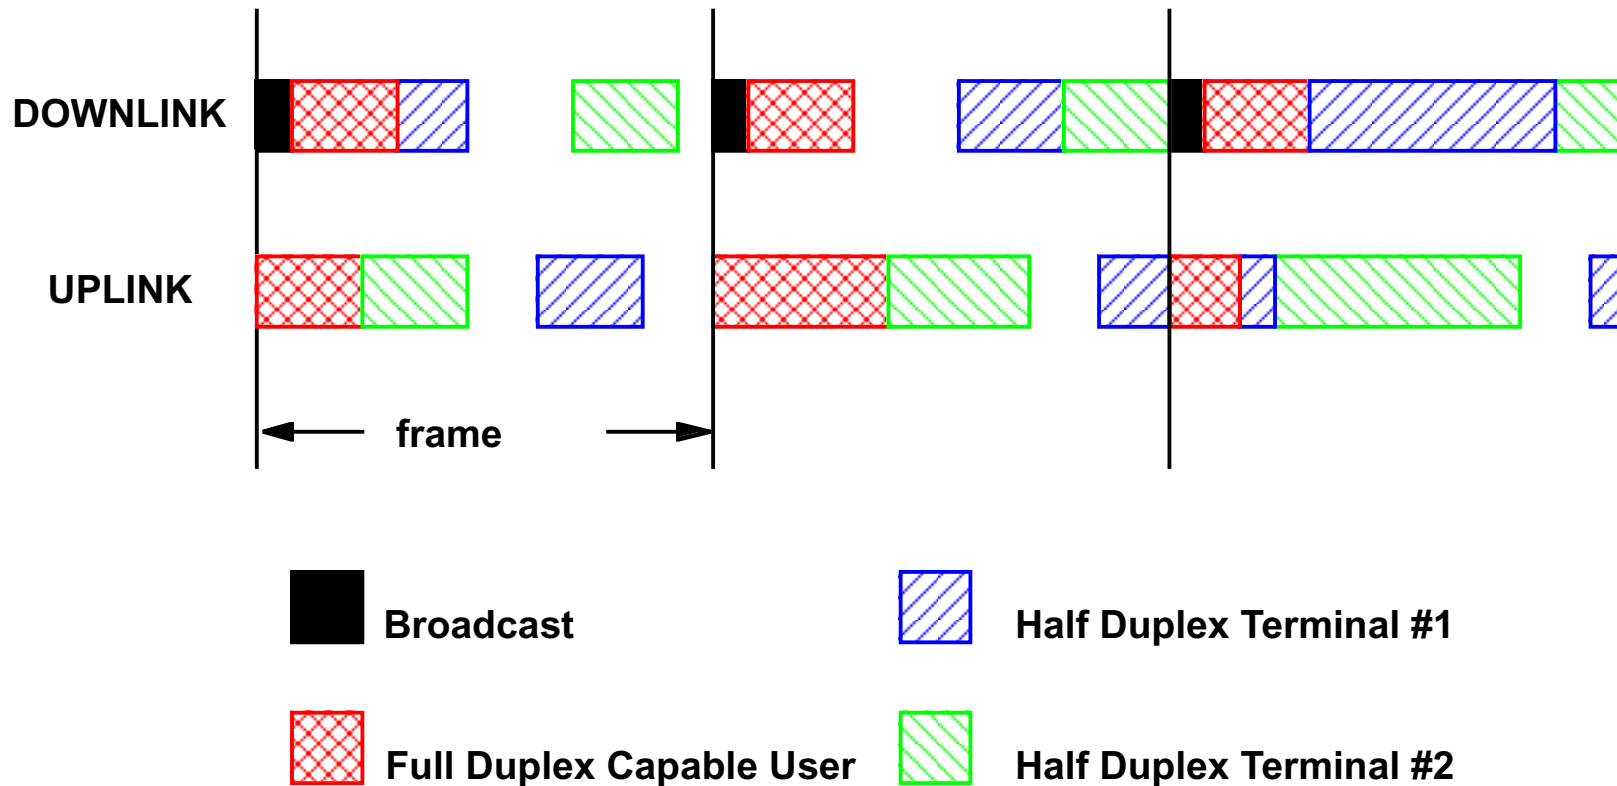 DOWNLINK
UPLINK
frame
Broadcast
Half Duplex Terminal #1
Full Duplex Capable User
Half Duplex Terminal #2